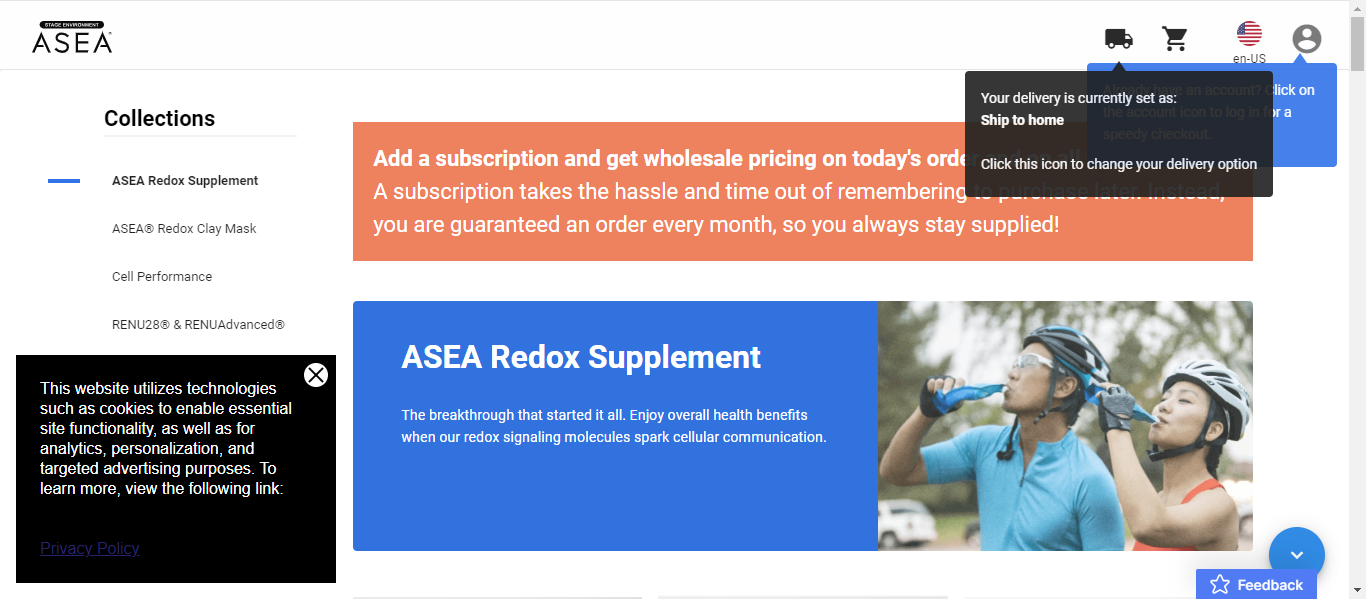 STAGE ENVIRONMENT
ASEA
en-US
Already have an account? Click on
the account icon to log in for a
speedy checkout.
Your delivery is currently set as:
Ship to home
Click this icon to change your delivery option
Collections
ASEA Redox Supplement
ASEA® Redox Clay Mask
Cell Performance
RENU28® & RENUAdvanced®
Add a subscription and get wholesale pricing on today's order
A subscription takes the hassle and time out of remembering to purchase later. Instead,
you are guaranteed an order every month, so you always stay supplied!
ASEA Redox Supplement
The breakthrough that started it all. Enjoy overall health benefits
when our redox signaling molecules spark cellular communication.
This website utilizes technologies
such as cookies to enable essential
site functionality, as well as for
analytics, personalization, and
targeted advertising purposes. To
learn more, view the following link:
Privacy Policy
Feedback